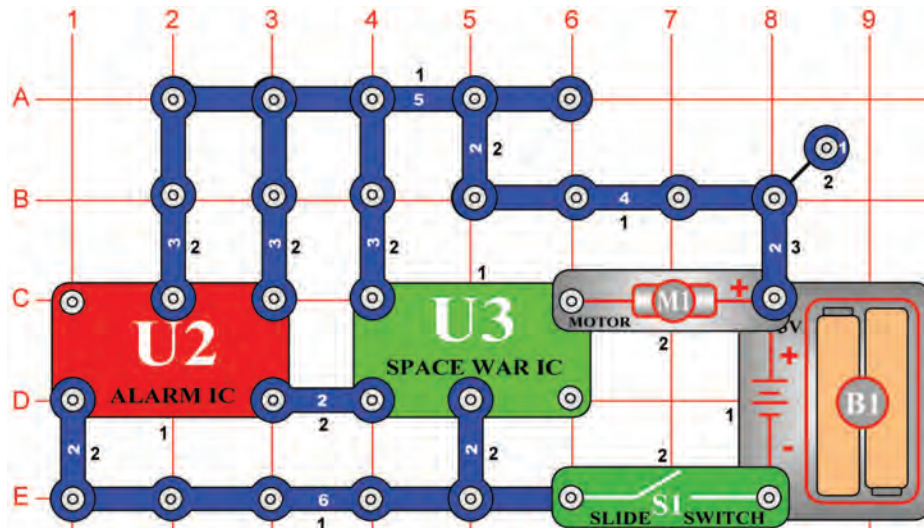 1 2 3 4 5 6 7 8 9
A
1
5
2 2
1
2
B
4
1
3 2
3 2
3 2
2 3
1
C
U2
U3
+ M1
MOTOR
SPACE WAR IC
ALARM IC
2
+
B1
D
2
2
1
1
2 2
2 2
-
2
E
6
1
S1
SLIDE SWITCH